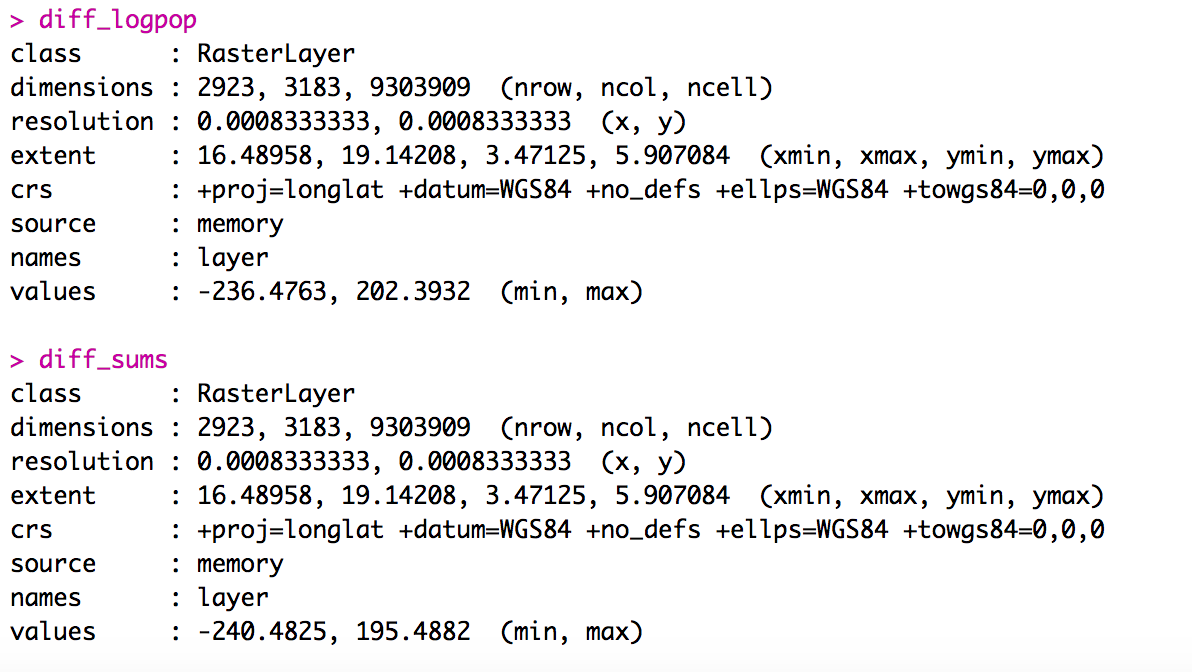 > diff_logpop
class      : RasterLayer
dimensions : 2923, 3183, 9303909  (nrow, ncol, ncell)
resolution : 0.0008333333, 0.0008333333  (x, y)
extent     : 16.48958, 19.14208, 3.47125, 5.907084  (xmin, xmax, ymin, ymax)
crs        : +proj=longlat +datum=WGS84 +no_defs +ellps=WGS84 +towgs84=0,0,0
source     : memory
names      : layer
values     : -236.4763, 202.3932  (min, max)

> diff_sums
class      : RasterLayer
dimensions : 2923, 3183, 9303909  (nrow, ncol, ncell)
resolution : 0.0008333333, 0.0008333333  (x, y)
extent     : 16.48958, 19.14208, 3.47125, 5.907084  (xmin, xmax, ymin, ymax)
crs        : +proj=longlat +datum=WGS84 +no_defs +ellps=WGS84 +towgs84=0,0,0
source     : memory
names      : layer
values     : -240.4825, 195.4882  (min, max)